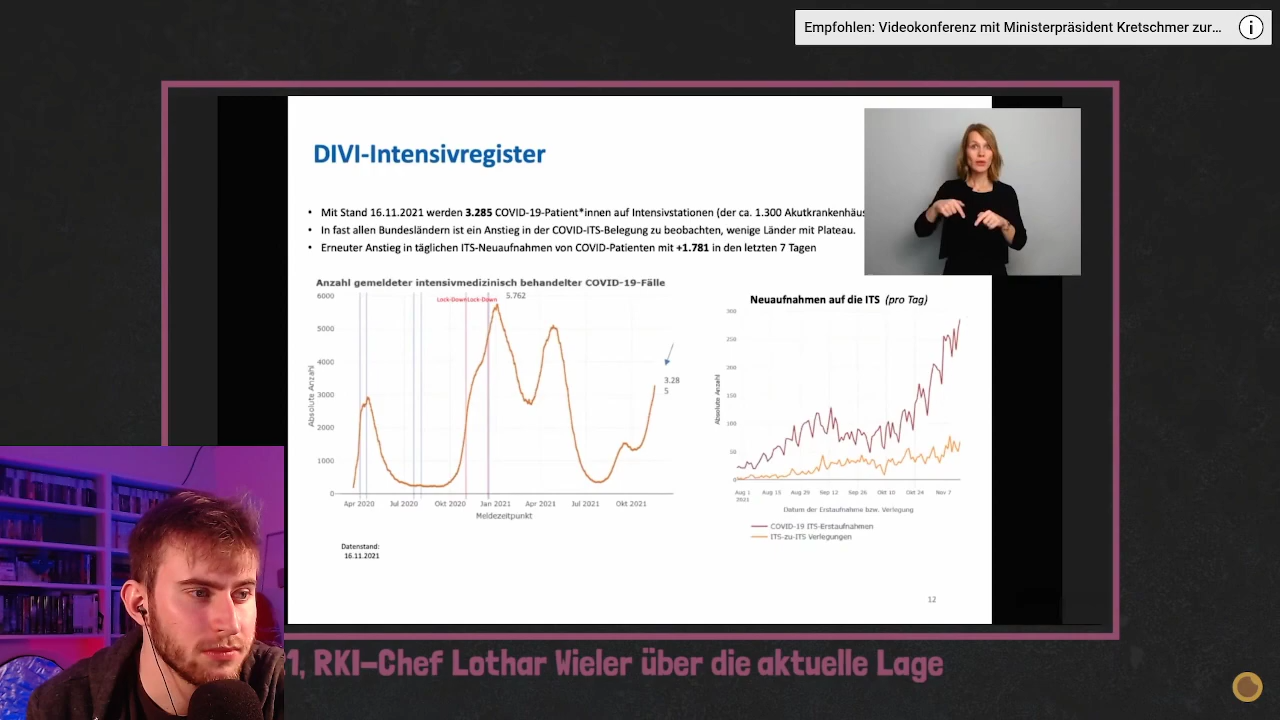 Empfohlen: Videokonferenz mit Ministerpräsident Kretschmer zur...
DIVI-Intensivregister
• Mit Stand 16.11.2021 werden 3.285 COVID-19-Patient*innen auf Intensivstationen (der ca. 1.300 Akutkrankenhäus
• In fast allen Bundesländern ist ein Anstieg in der COVID-ITS-Belegung zu beobachten, wenige Länder mit Plateau.
• Erneuter Anstieg in täglichen ITS-Neuaufnahmen von COVID-Patienten mit +1.781 in den letzten 7 Tagen
Anzahl gemeldeter intensivmedizinisch behandelter COVID-19-Fälle
Lock-Down Lock-Down
5.762
6000
5000
4000
3000
2000
1000
0
Absolute Anzahl
3.28
5
Apr 2020 Jul 2020 Okt 2020 Jan 2021 Apr 2021 Jul 2021 Okt 2021
Meldezeitpunkt
Datenstand:
16.11.2021
Neuaufnahmen auf die ITS (pro Tag)
300
250
200
150
100
50
0
Absolute Anzahl
Aug 1 Aug 15 Aug 29 Sep 12 Sep 26 Okt 10 Okt 24 Nov 7
2021
Datum der Erstaufnahme bzw. Verlegung
COVID-19 ITS-Erstaufnahmen
ITS-zu-ITS Verlegungen
12
1, RKI-Chef Lothar Wieler über die aktuelle Lage